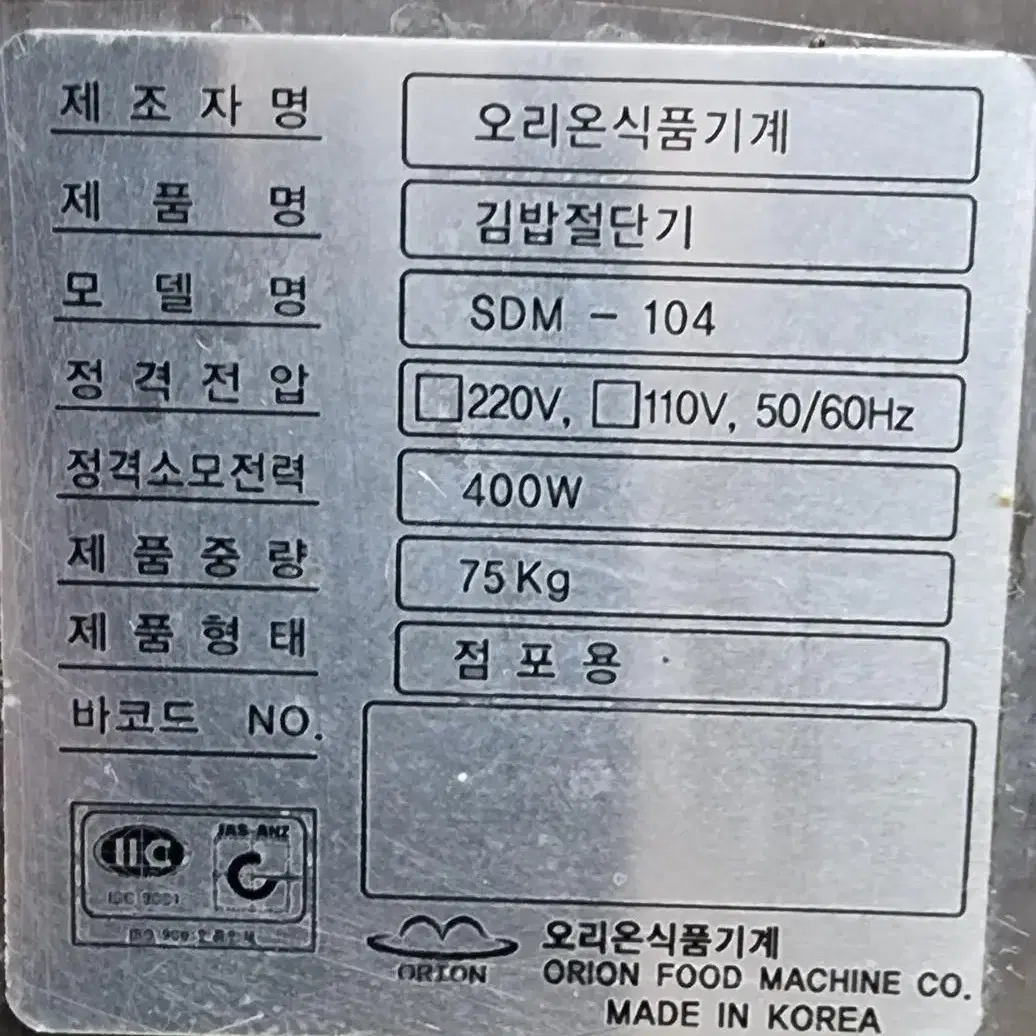 제조자명 오리온식품기계
제품명 김밥절단기
모델명 SDM - 104
정격전압 □220V, □110V, 50/60Hz
정격소모전력 400W
제품중량 75Kg
제품형태 점포용
바코드 NO.
IIC
JAS-ANZ
ISO 9001
ORION
오리온식품기계
ORION FOOD MACHINE CO.
MADE IN KOREA